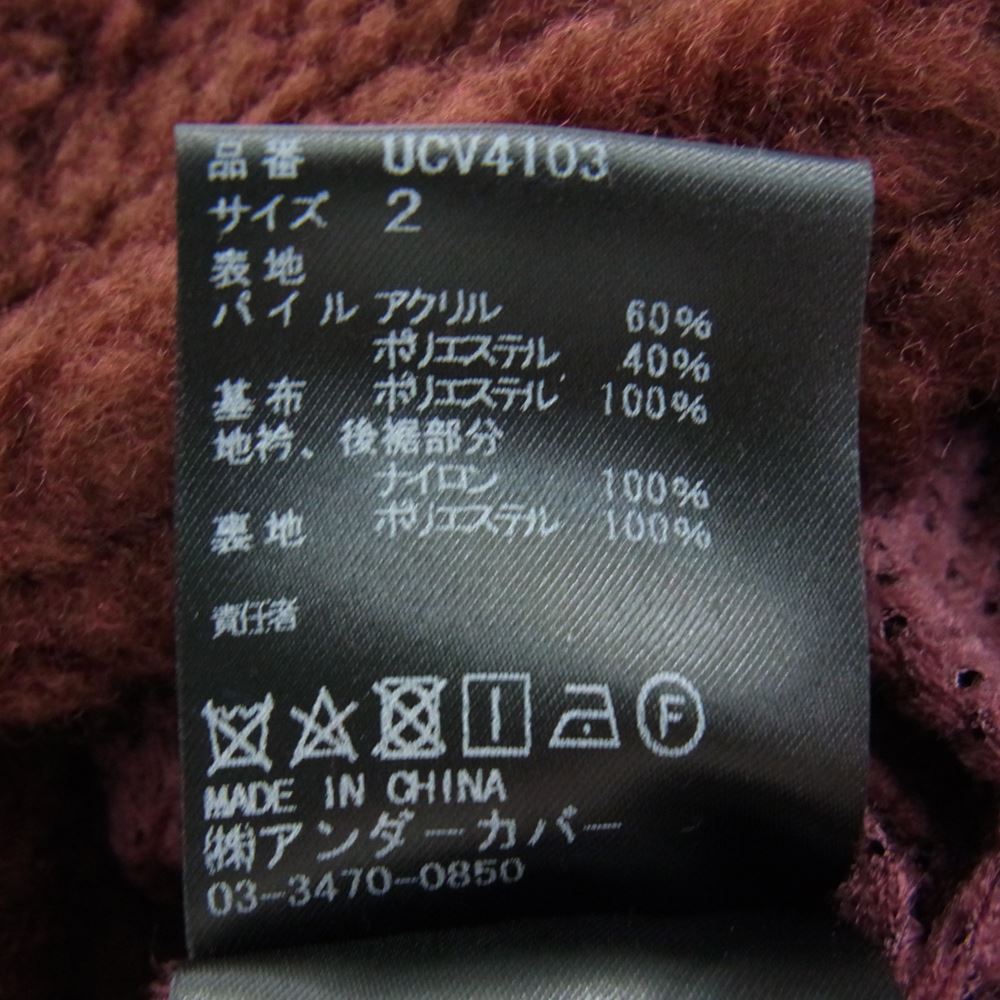 品番 UCV4103
サイズ 2
表地
パイル アクリル 60%
ポリエステル 40%
基布 ポリエステル 100%
地衿、後裾部分
ナイロン 100%
裏地 ポリエステル 100%
責任者
F
MADE IN CHINA
㈱アンダーカバー
03-3470-0850